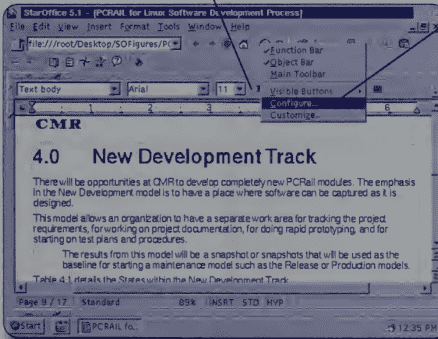 StarOffice 5.1 - [PCRAIL for Linux Software Development Process]
File Edit View Insert Format Tools Window Help
file:///root/Desktop/SOFigures/P
Function Bar
Object Bar
Main Toolbar
Visible Buttons
Configure...
Customize...
Text body Arial 11
1 2 3 6
CMR
4.0 New Development Track
There will be opportunities at CMR to develop completely new PCRail modules. The emphasis
in the New Development model is to have a place where software can be captured as it is
designed.
This model allows an organization to have a separate work area for tracking the project
requirements, for working on project documentation, for doing rapid prototyping, and for
starting on test plans and procedures.
The results from this model will be a snapshot or snapshots that will be used as the
baseline for starting a maintenance model such as the Release or Production models.
Table 4.1 details the States within the New Development Track
Page 9 / 17 Standard 89% INSRT STD HYP
Start PCRAIL fo... 12:35 PM